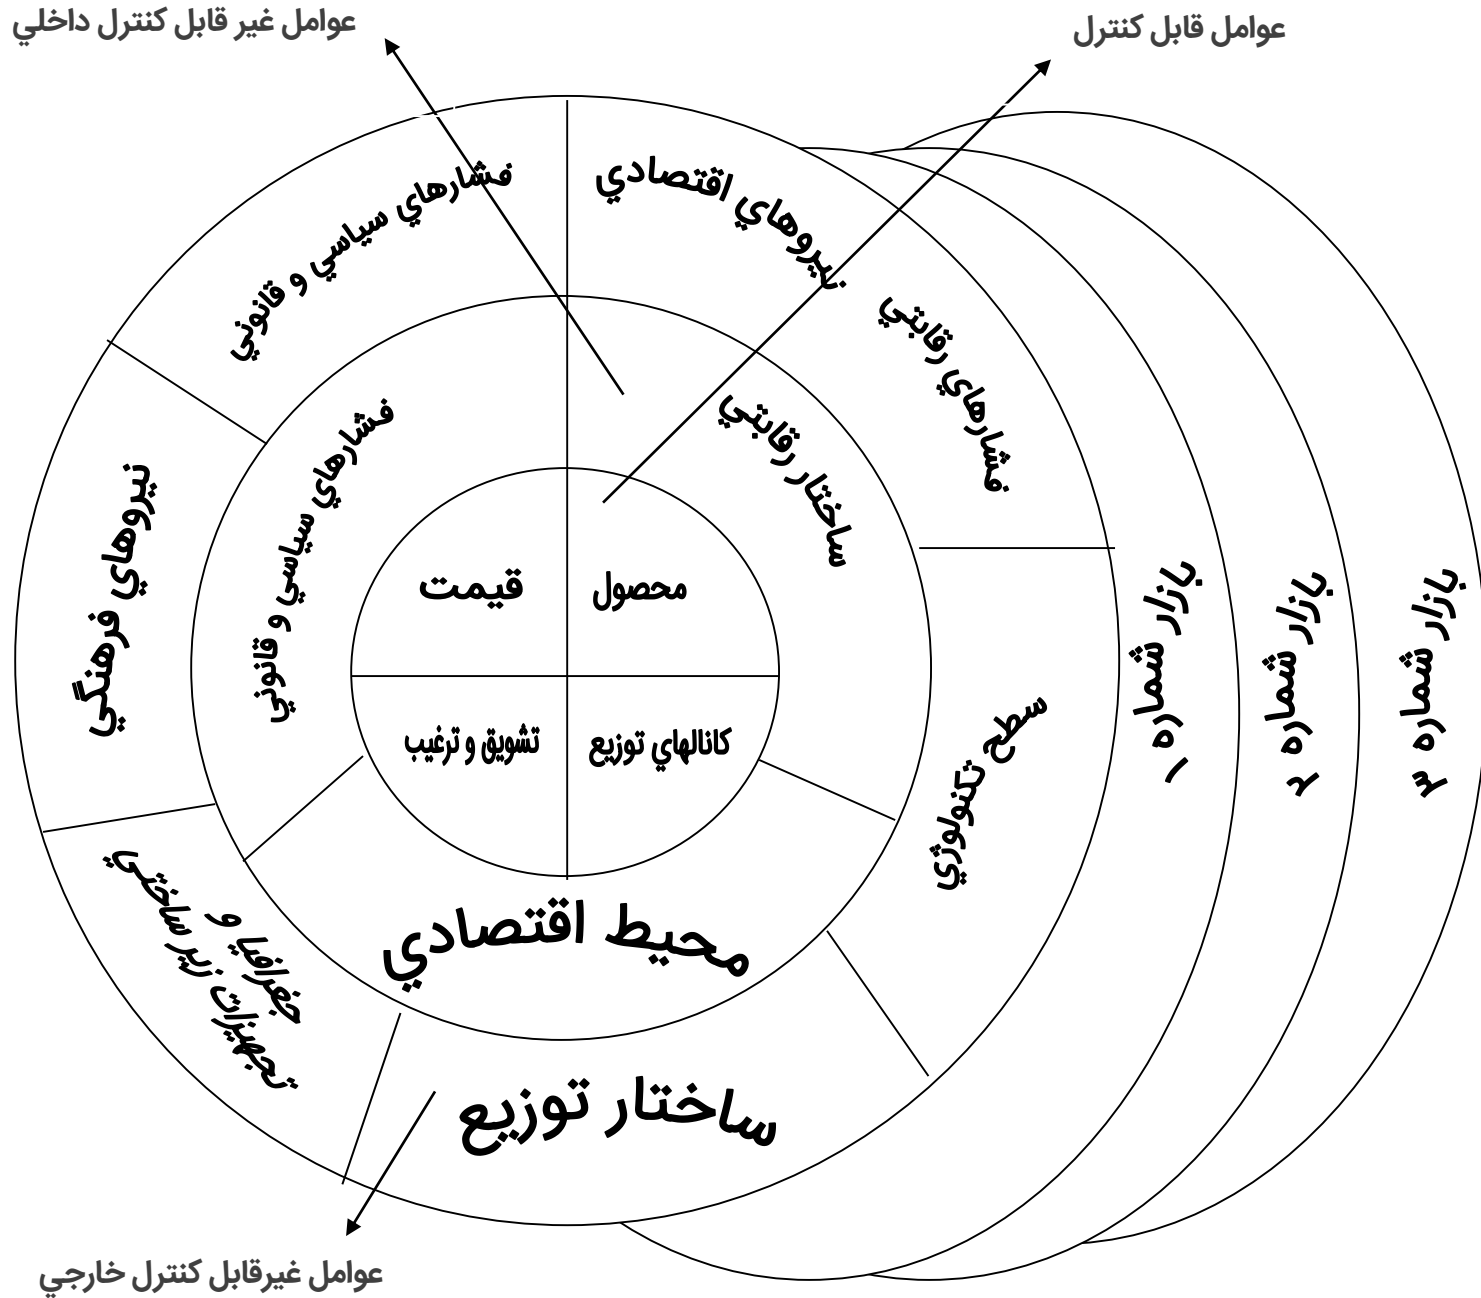 عوامل غير قابل كنترل داخلي
عوامل قابل كنترل
فشارهاي سياسي و قانوني
نيروهاي اقتصادي
فشارهاي رقابتي
نيروهاي فرهنگي
فشارهاي سياسي و قانوني
ساختار رقابتي
قيمت
محصول
تشويق و ترغيب
كانالهاي توزيع
سطح تكنولوژي
بازار شماره ۱
بازار شماره ۲
بازار شماره ۳
جغرافيا و
تجهيزات زير ساختي
محيط اقتصادي
ساختار توزيع
عوامل غيرقابل كنترل خارجي